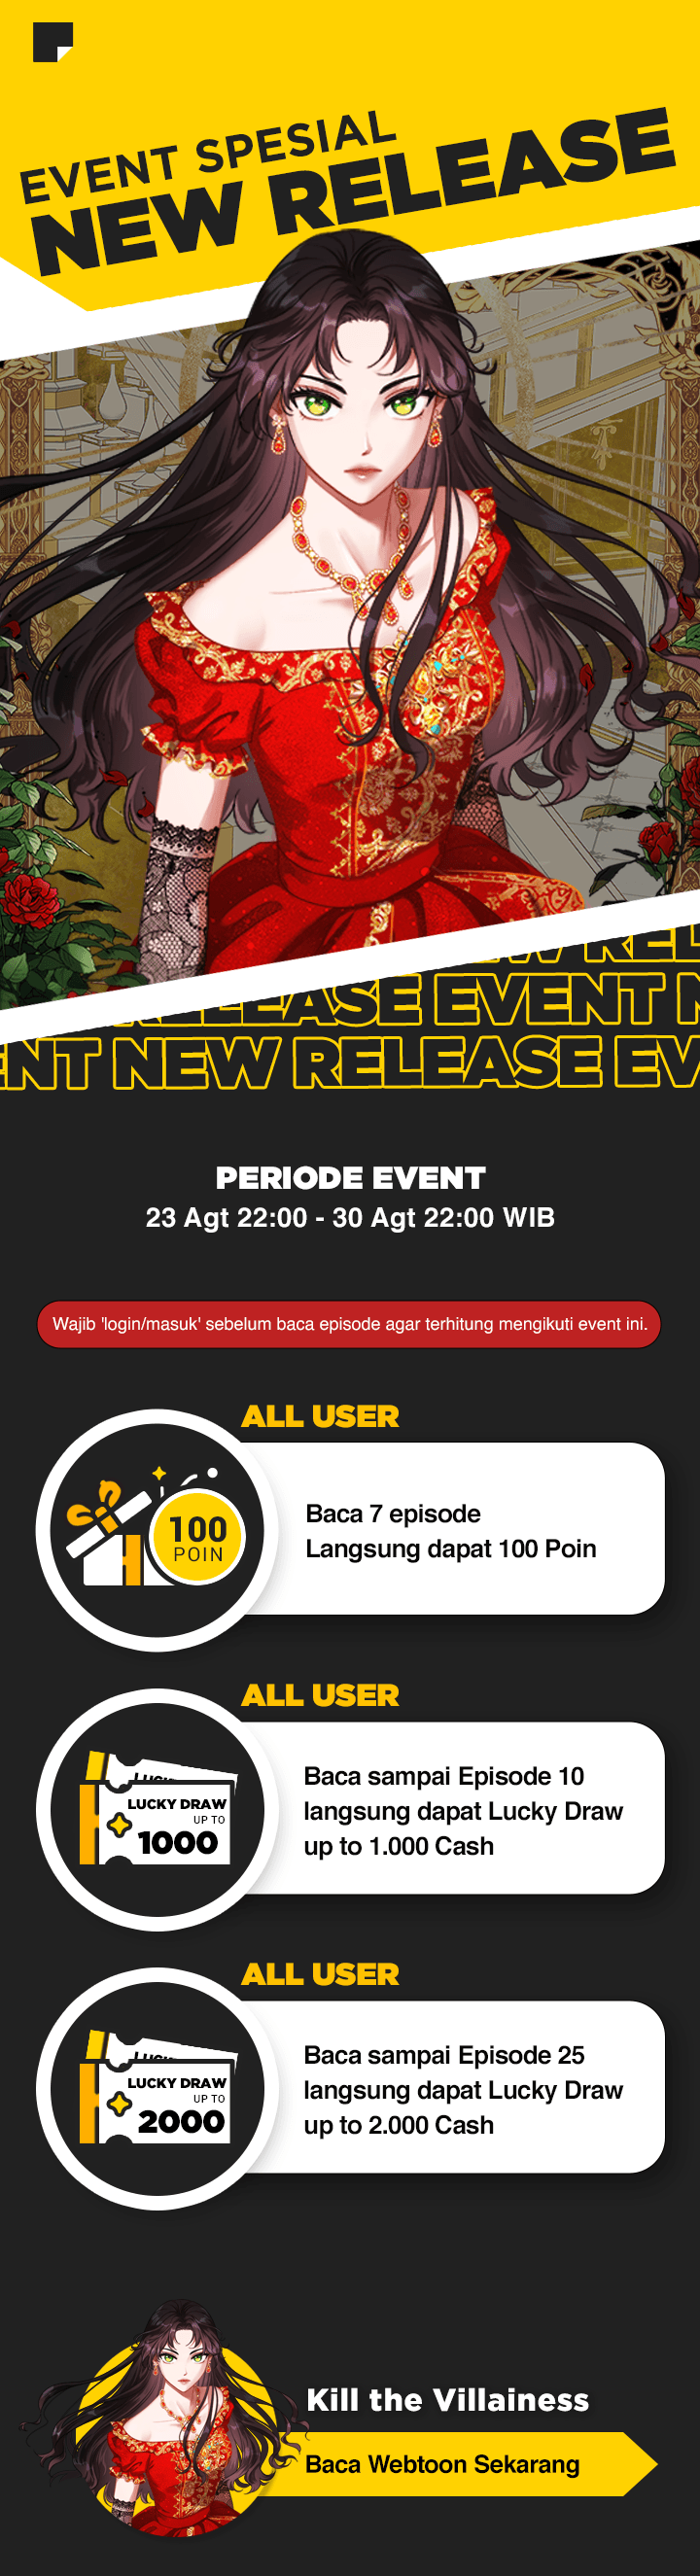 EVENT SPESIAL
NEW RELEASE
RELEASE EVENT N
ENT NEW RELEASE EV
PERIODE EVENT
23 Agt 22:00 - 30 Agt 22:00 WIB
Wajib 'login/masuk' sebelum baca episode agar terhitung mengikuti event ini.
ALL USER
100
POIN
Baca 7 episode
Langsung dapat 100 Poin
ALL USER
LUCKY DRAW
UP TO
1000
Baca sampai Episode 10
langsung dapat Lucky Draw
up to 1.000 Cash
ALL USER
LUCKY DRAW
UP TO
2000
Baca sampai Episode 25
langsung dapat Lucky Draw
up to 2.000 Cash
Kill the Villainess
Baca Webtoon Sekarang